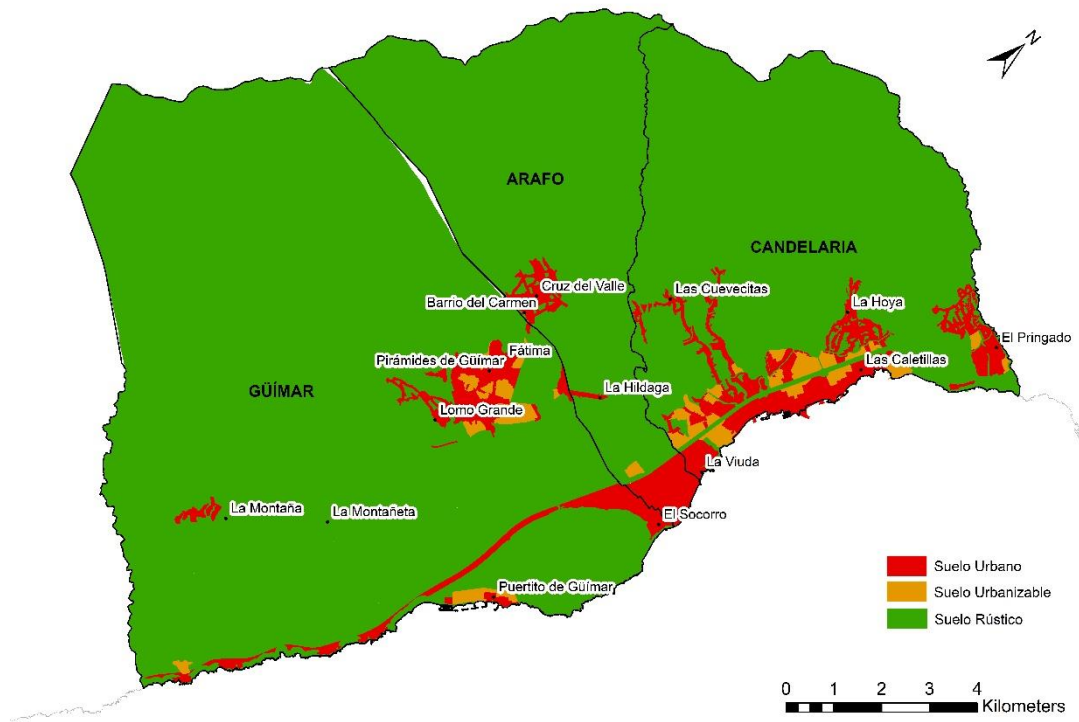 N
ARAFO
CANDELARIA
Cruz del Valle
Las Cuevecitas
Barrio del Carmen
La Hoya
El Pringado
Fátima
Pirámides de Güímar
Las Caletillas
GÜÍMAR
La Hildaga
Lomo Grande
La Viuda
La Montaña
La Montañeta
El Socorro
Puertito de Güímar
Suelo Urbano
Suelo Urbanizable
Suelo Rústico
0 1 2 3 4
Kilometers